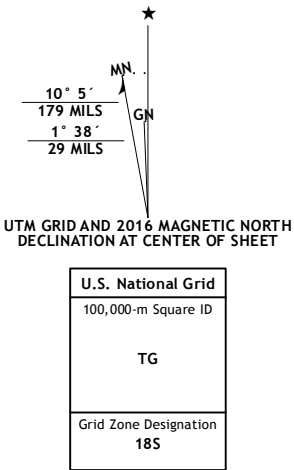 MN
10° 5´
179 MILS
GN
1° 38´
29 MILS
UTM GRID AND 2016 MAGNETIC NORTH
DECLINATION AT CENTER OF SHEET
U.S. National Grid
100,000-m Square ID
TG
Grid Zone Designation
18S